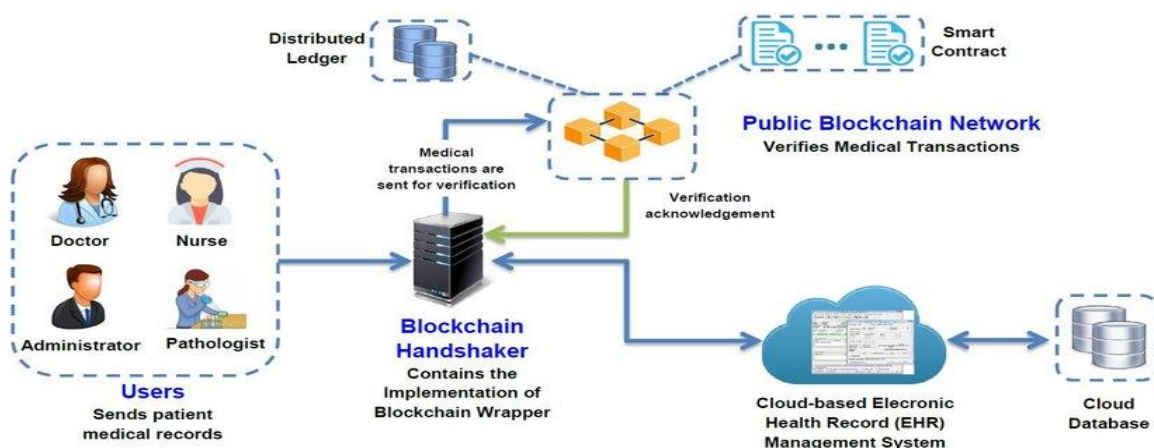 Distributed
Ledger
Smart
Contract
Public Blockchain Network
Verifies Medical Transactions
Medical
transactions are
sent for verification
Verification
acknowledgement
Doctor
Nurse
Administrator
Pathologist
Users
Sends patient
medical records
Blockchain
Handshaker
Contains the
Implementation of
Blockchain Wrapper
Cloud-based Elecronic
Health Record (EHR)
Management System
Cloud
Database